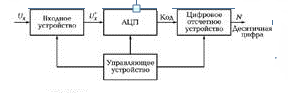 Uₓ
Входное
устройство
U'ₓ
АЦП
Код
Цифровое
отсчетное
устройство
N
Десятичная
цифра
Управляющее
устройство